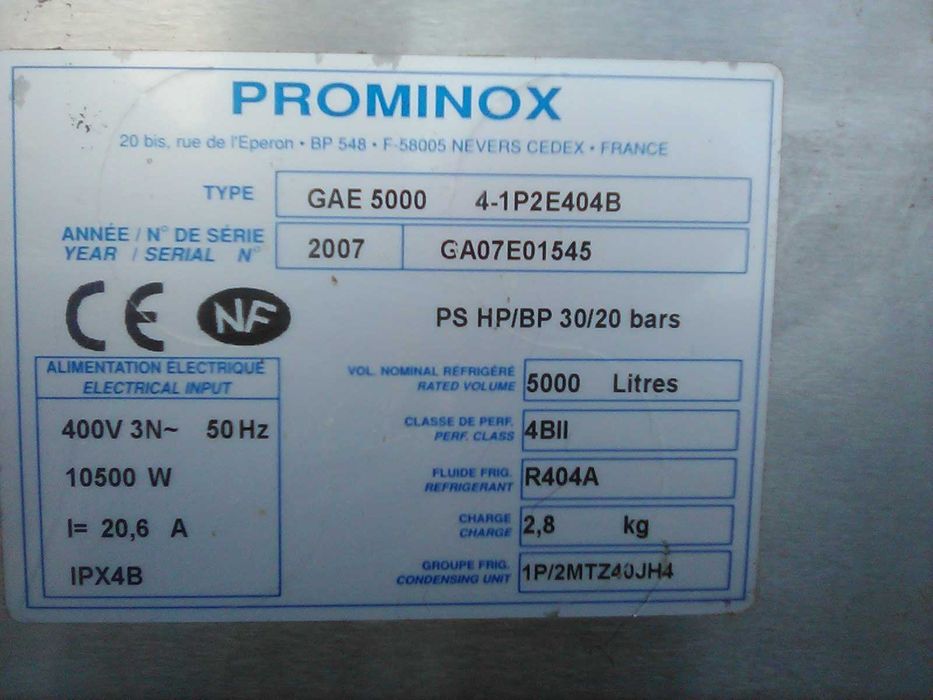 PROMINOX
20 bis, rue de l'Eperon • BP 548 • F-58005 NEVERS CEDEX • FRANCE
TYPE GAE 5000 4-1P2E404B
ANNÉE / N° DE SÉRIE
YEAR / SERIAL N°
2007 GA07E01545
CE NF
PS HP/BP 30/20 bars
ALIMENTATION ÉLECTRIQUE
ELECTRICAL INPUT
400V 3N~ 50 Hz
10500 W
I= 20,6 A
IPX4B
VOL. NOMINAL RÉFRIGÉRÉ
RATED VOLUME
5000 Litres
CLASSE DE PERF.
PERF. CLASS
4BII
FLUIDE FRIG.
REFRIGERANT
R404A
CHARGE
CHARGE
2,8 kg
GROUPE FRIG.
CONDENSING UNIT
1P/2MTZ40JH4